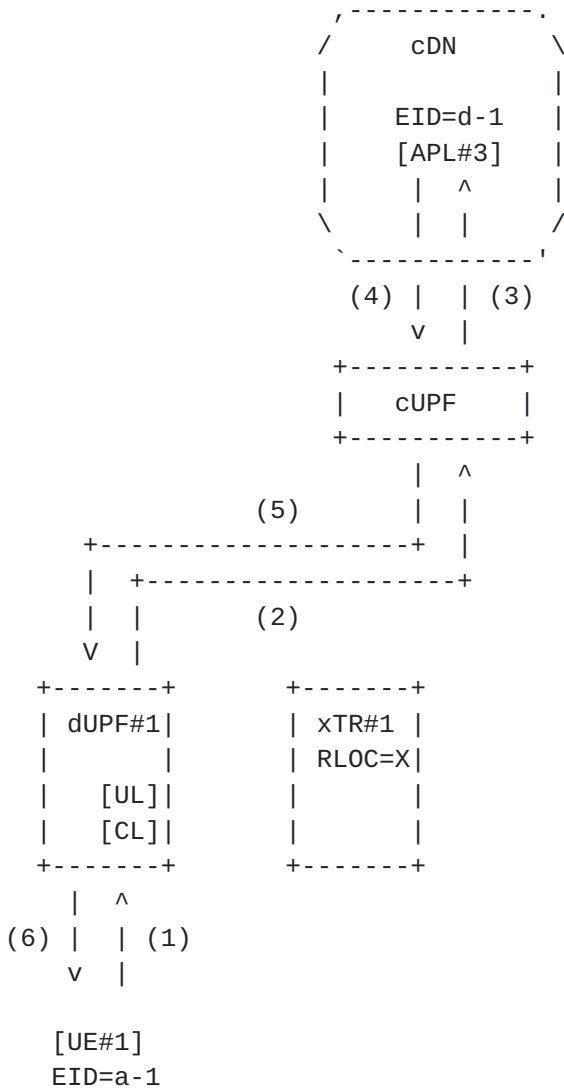 cDN
EID=d-1
[APL#3]
(4) (3)
cUPF
(5)
(2)
dUPF#1 xTR#1
RLOC=X
[UL]
[CL]
(6) (1)
[UE#1]
EID=a-1